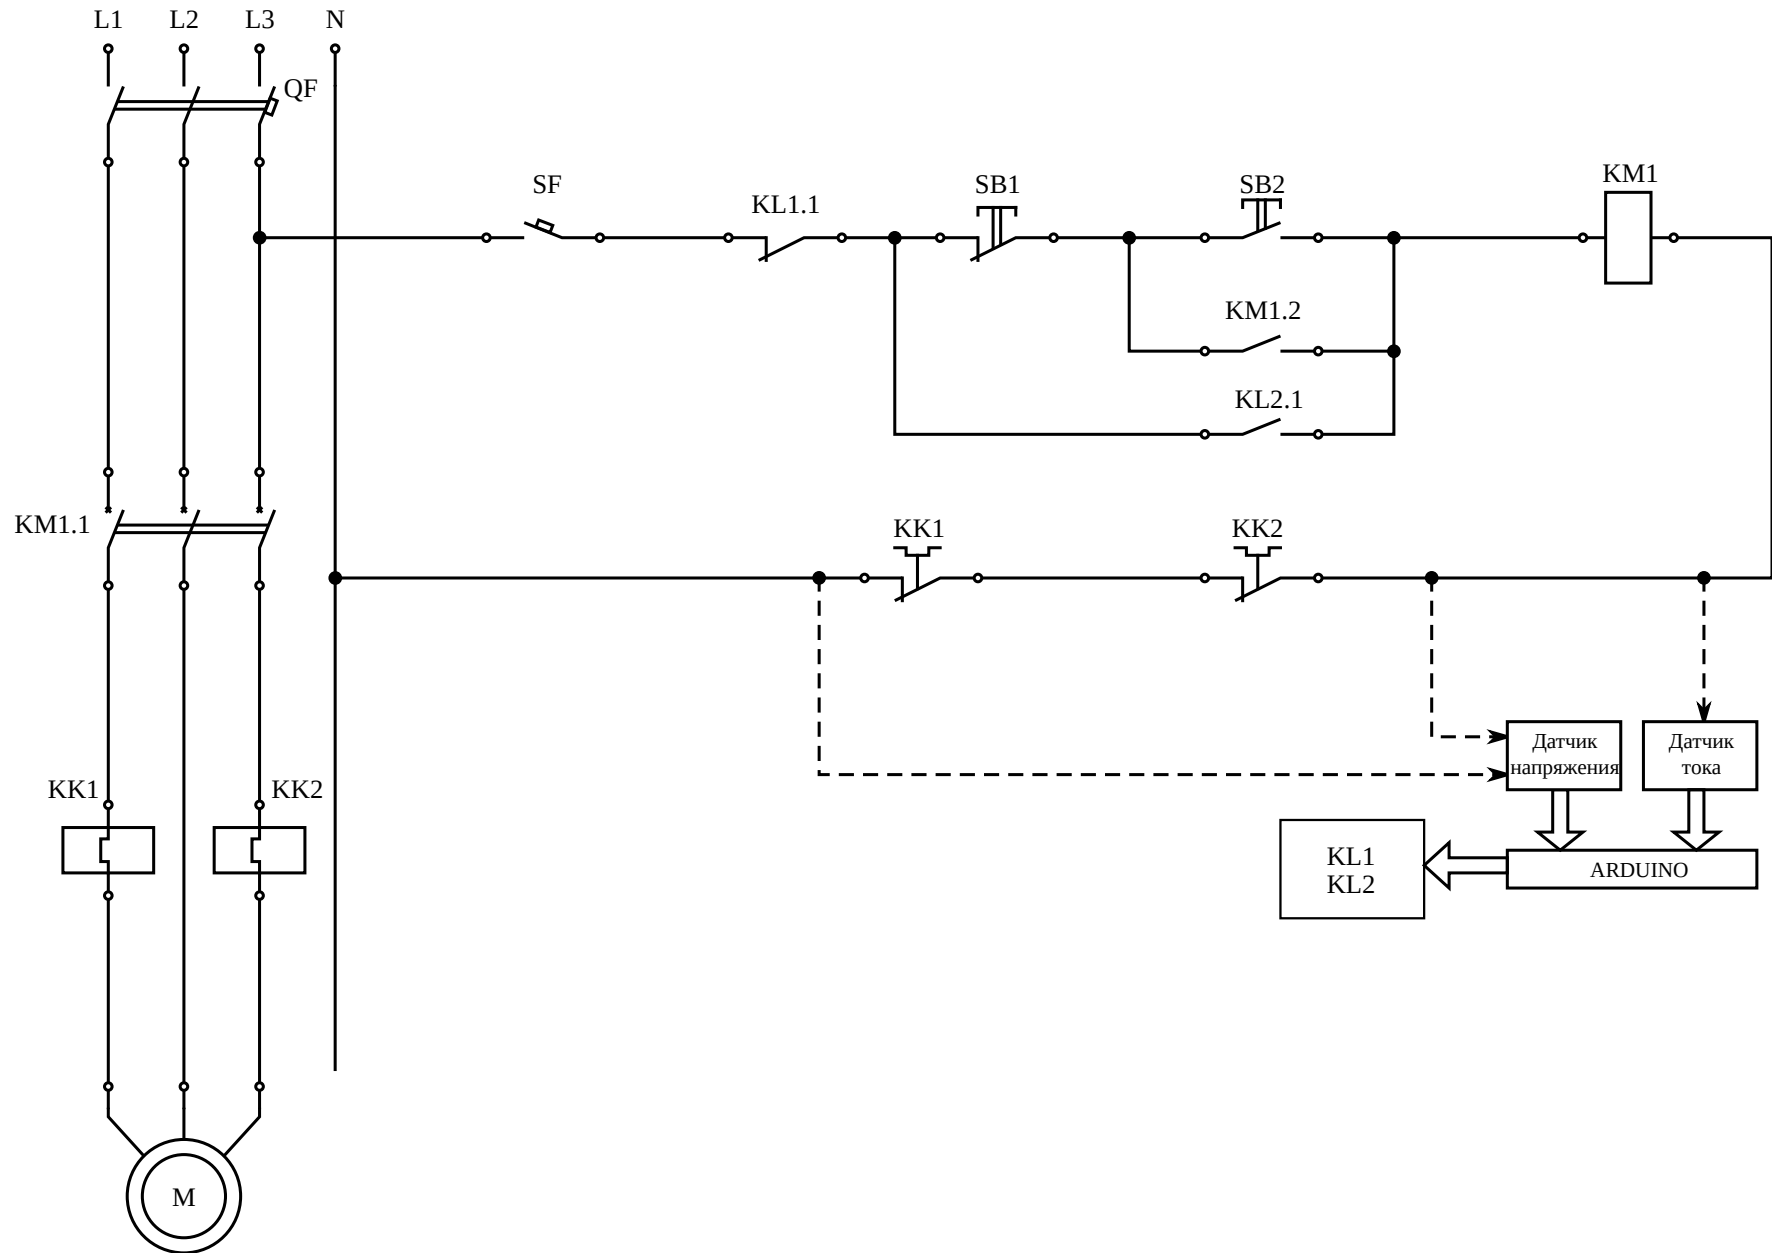 L1 L2 L3 N
QF
SF
KL1.1
SB1
SB2
KM1
KM1.2
KL2.1
KM1.1
KK1
KK2
Датчик
напряжения
Датчик
тока
KK1
KK2
KL1
KL2
ARDUINO
M